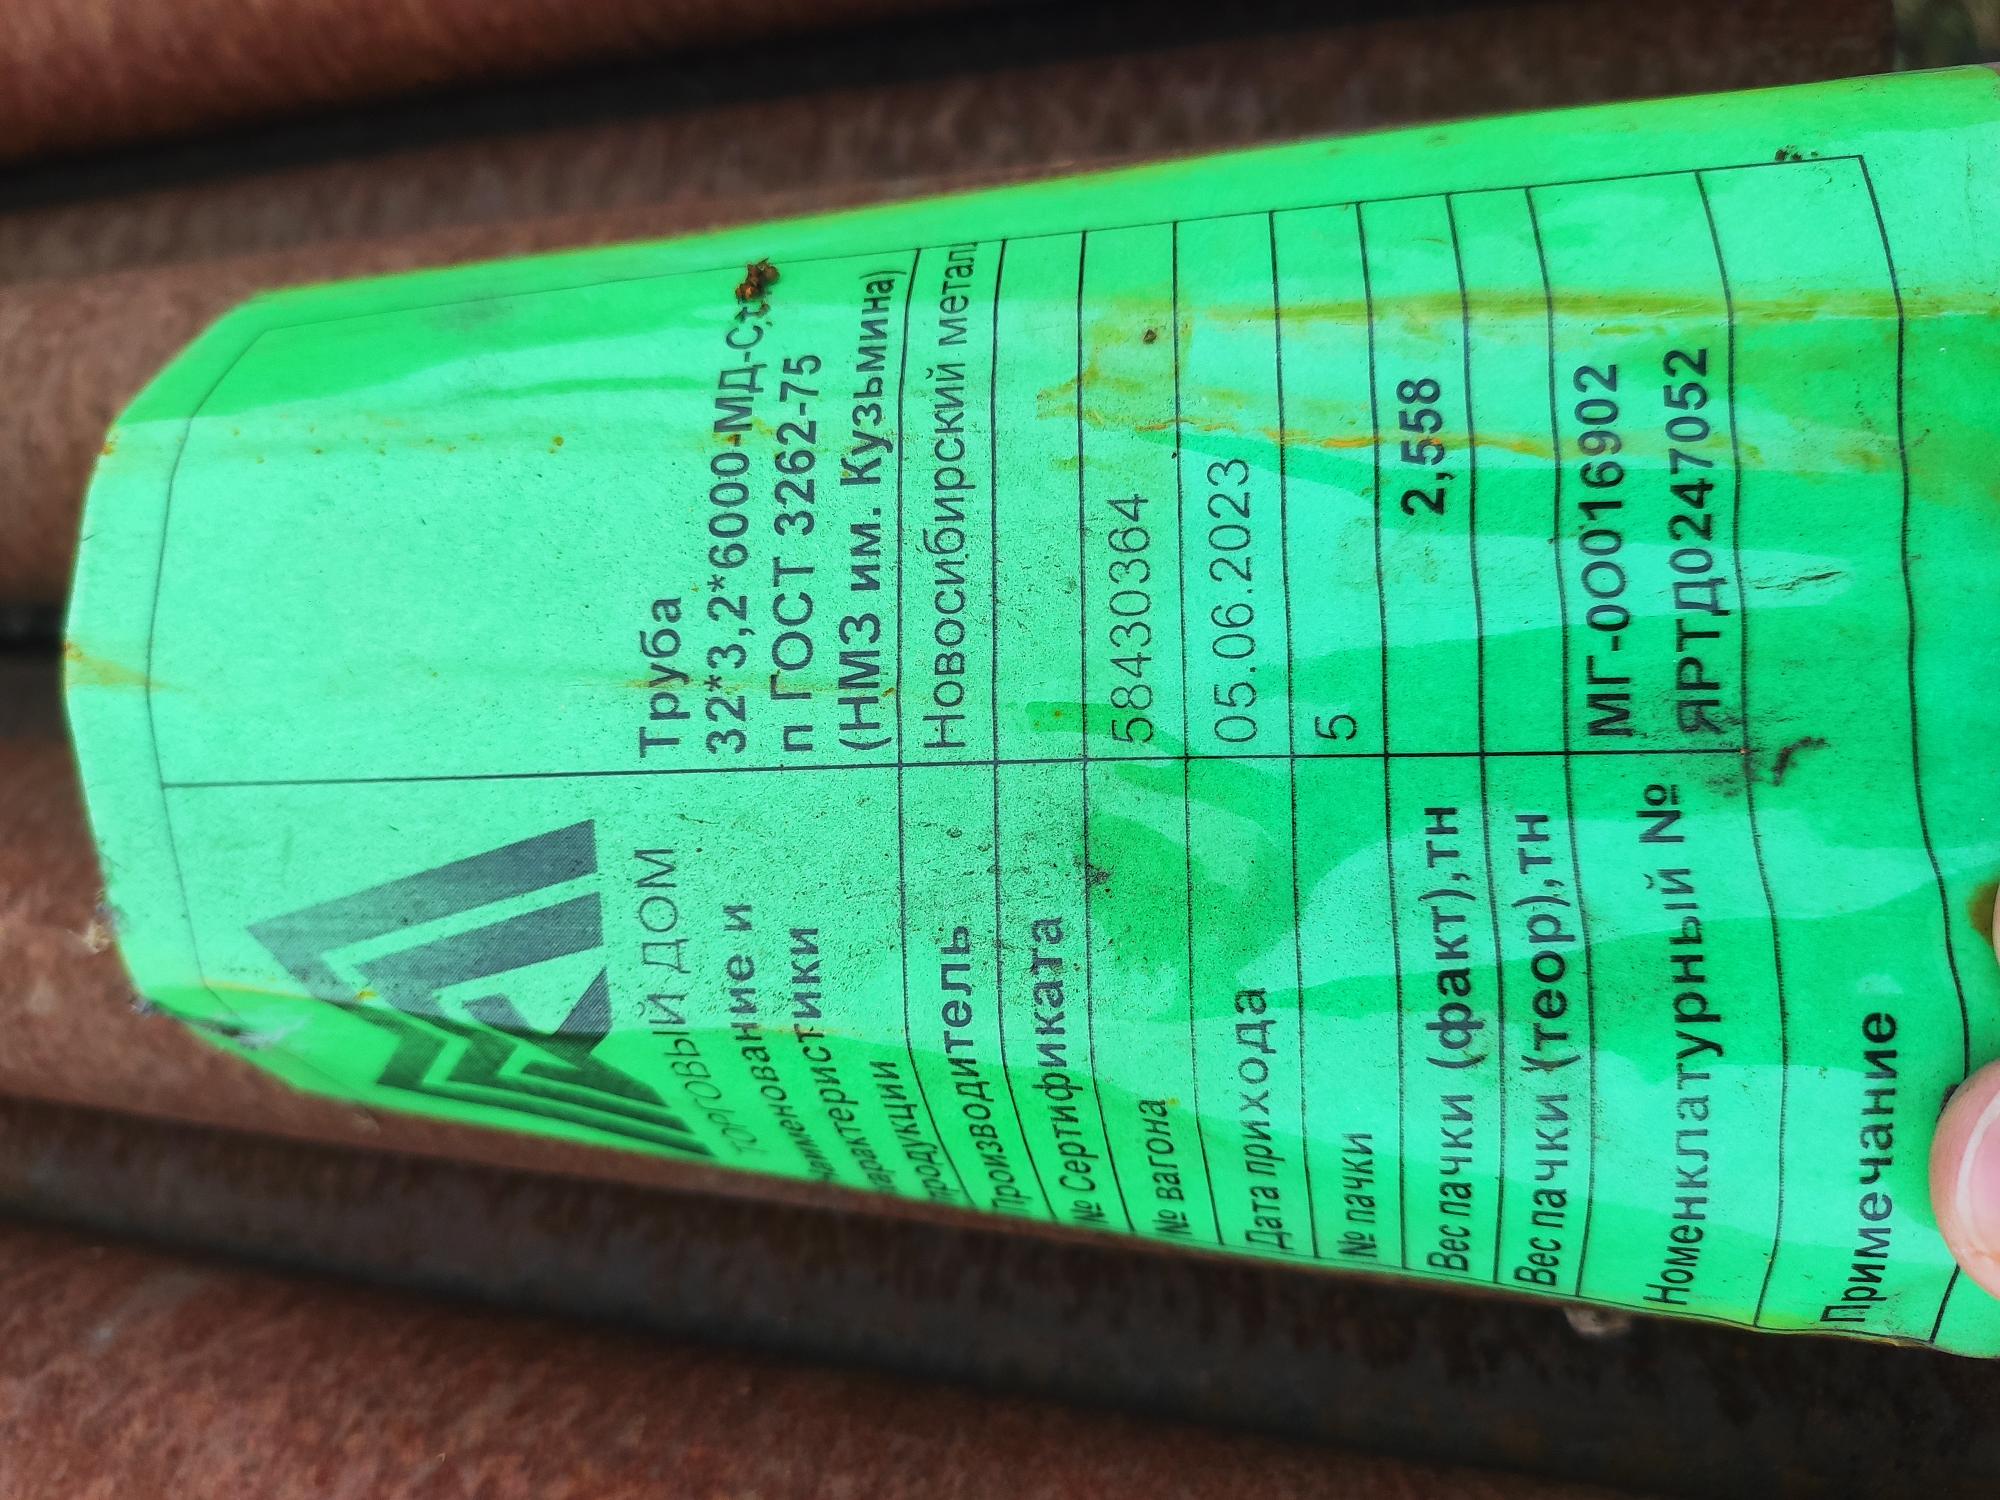 ТОРГОВЫЙ ДОМ
Наименование и
характеристики
продукции
Труба
32*3,2*6000-МД-Ст
п ГОСТ 3262-75
(НМЗ им. Кузьмина)
Производитель Новосибирский метал
№ Сертификата
№ вагона 58430364
Дата прихода 05.06.2023
№ пачки 5
Вес пачки (факт),тн 2,558
Вес пачки (теор),тн
Номенклатурный № МГ-00016902
ЯРТД0247052
Примечание